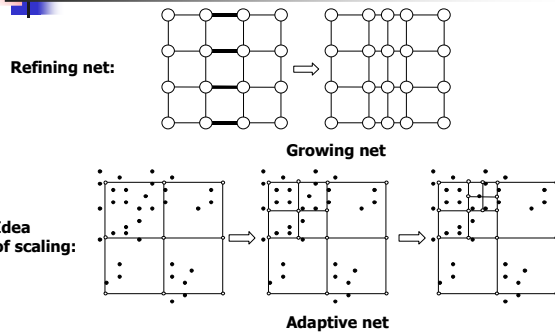 Refining net:
Growing net
Idea
of scaling:
Adaptive net